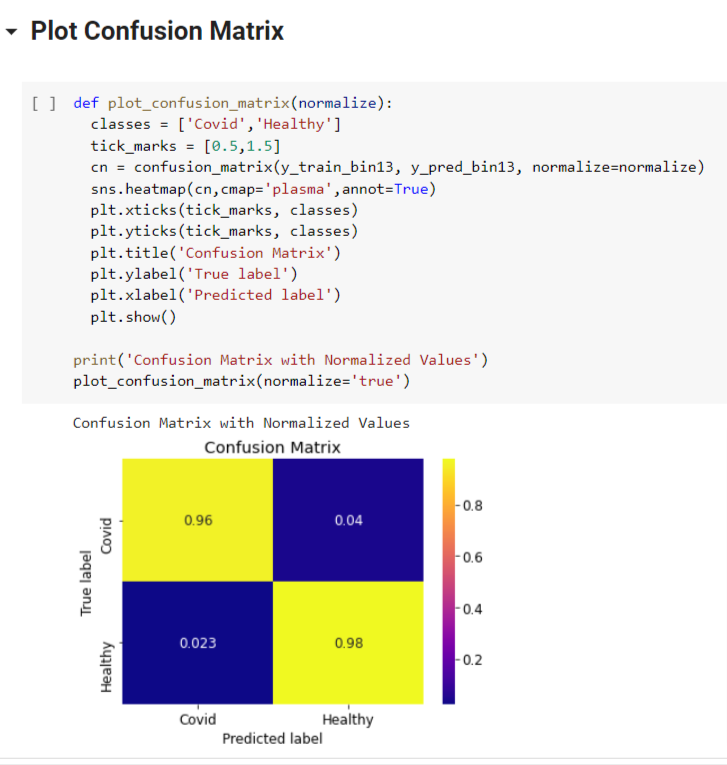 Plot Confusion Matrix
[ ] def plot_confusion_matrix(normalize):
classes = ['Covid','Healthy']
tick_marks = [0.5,1.5]
cn = confusion_matrix(y_train_bin13, y_pred_bin13, normalize=normalize)
sns.heatmap(cn,cmap='plasma',annot=True)
plt.xticks(tick_marks, classes)
plt.yticks(tick_marks, classes)
plt.title('Confusion Matrix')
plt.ylabel('True label')
plt.xlabel('Predicted label')
plt.show()
print('Confusion Matrix with Normalized Values')
plot_confusion_matrix(normalize='true')
Confusion Matrix with Normalized Values
Confusion Matrix
True label
Covid
Healthy
0.96 0.04
0.023 0.98
Covid Healthy
Predicted label
0.8
0.6
0.4
0.2